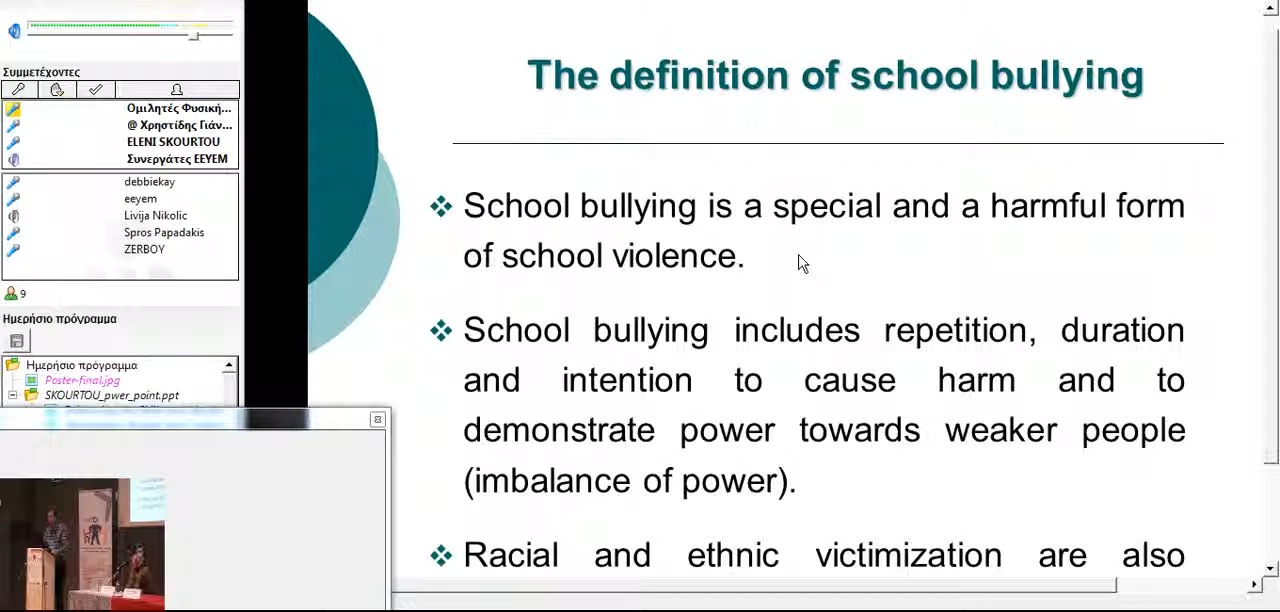 Συμμετέχοντες
Ομιλητές Φυσική...
@ Χρηστίδης Γιάν...
ELENI SKOURTOU
Συνεργάτες ΕΕΥΕΜ
debbiekay
eeyem
Livija Nikolic
Spros Papadakis
ZERBOY
9
Ημερήσιο πρόγραμμα
Ημερήσιο πρόγραμμα
Poster-final.jpg
SKOURTOU_pwer_point.ppt
The definition of school bullying
School bullying is a special and a harmful form
of school violence.
School bullying includes repetition, duration
and intention to cause harm and to
demonstrate power towards weaker people
(imbalance of power).
Racial and ethnic victimization are also